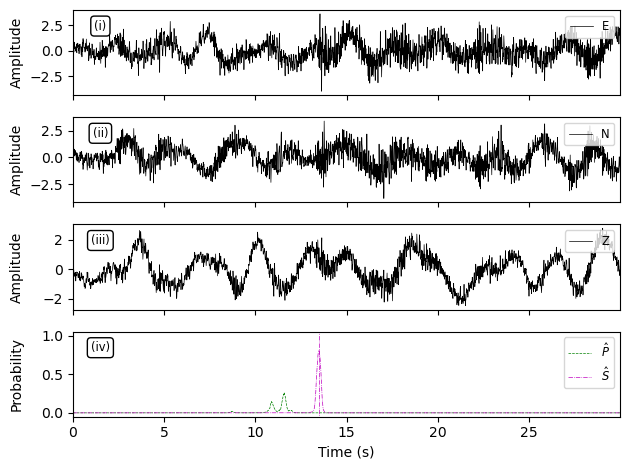 (i)
E
Amplitude
2.5
0.0
−2.5
(ii)
N
Amplitude
2.5
0.0
−2.5
(iii)
Z
Amplitude
2
0
−2
(iv)
P̂
Ŝ
Probability
1.0
0.5
0.0
0 5 10 15 20 25
Time (s)